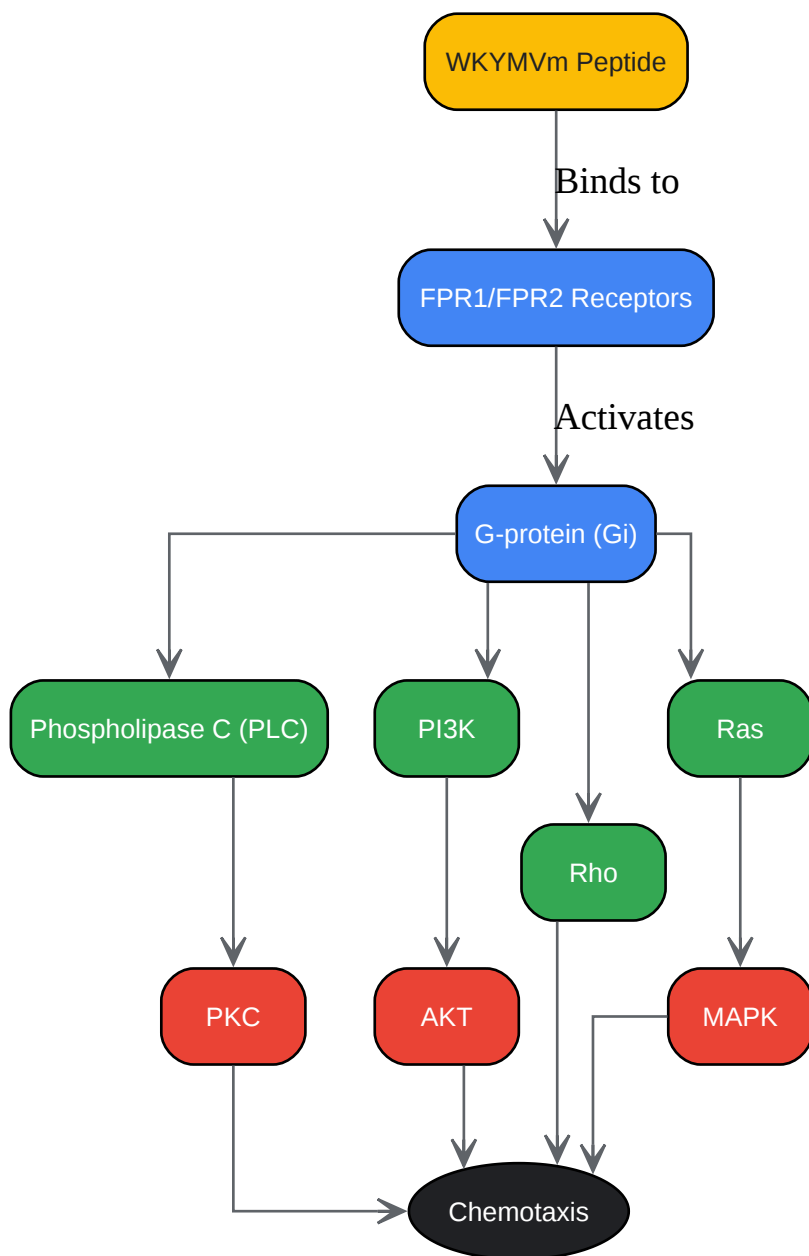 WKYMVm Peptide
Binds to
FPR1/FPR2 Receptors
Activates
G-protein (Gi)
Phospholipase C (PLC)
PI3K
Ras
Rho
PKC
AKT
MAPK
Chemotaxis